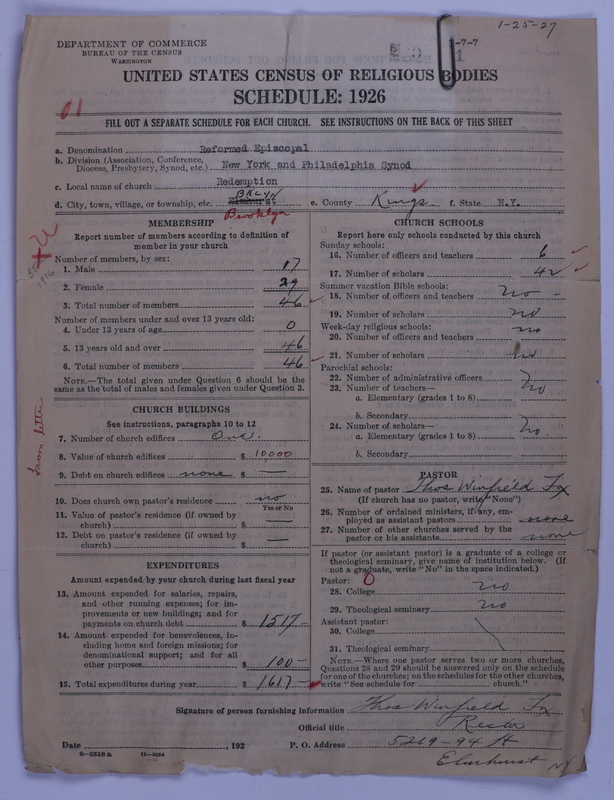 1-25-27
DEPARTMENT OF COMMERCE
BUREAU OF THE CENSUS
WASHINGTON
1-7-7
UNITED STATES CENSUS OF RELIGIOUS BODIES
SCHEDULE: 1926
01
FILL OUT A SEPARATE SCHEDULE FOR EACH CHURCH. SEE INSTRUCTIONS ON THE BACK OF THIS SHEET
a. Denomination Reformed Episcopal
b. Division (Association, Conference, Diocese, Presbytery, Synod, etc.) New York and Philadelphia Synod
c. Local name of church Redemption
d. City, town, village, or township, etc. BKLYN Brooklyn e. County Kings f. State N.Y.
MEMBERSHIP
Report number of members according to definition of
member in your church
Number of members, by sex:
1. Male 17
2. Female 29
3. Total number of members 46
Number of members under and over 13 years old:
4. Under 13 years of age 0
5. 13 years old and over 46
6. Total number of members 46
NOTE.—The total given under Question 6 should be
the same as the total of males and females given under Question 3.
From letter
CHURCH BUILDINGS
See instructions, paragraphs 10 to 12
7. Number of church edifices One.
8. Value of church edifices $ 10,000
9. Debt on church edifices none $ —
10. Does church own pastor's residence no
Yes or No
11. Value of pastor's residence (if owned by
church) $ —
12. Debt on pastor's residence (if owned by
church) $ —
EXPENDITURES
Amount expended by your church during last fiscal year
13. Amount expended for salaries, repairs,
and other running expenses; for im-
provements or new buildings; and for
payments on church debt $ 1517—
14. Amount expended for benevolences, in-
cluding home and foreign missions; for
denominational support; and for all
other purposes $ 100—
15. Total expenditures during year $ 1617—
CHURCH SCHOOLS
Report here only schools conducted by this church
Sunday schools:
16. Number of officers and teachers 6
17. Number of scholars 42
Summer vacation Bible schools:
18. Number of officers and teachers no
19. Number of scholars no
Week-day religious schools:
20. Number of officers and teachers no
21. Number of scholars no
Parochial schools:
22. Number of administrative officers no
23. Number of teachers—
a. Elementary (grades 1 to 8)
b. Secondary
24. Number of scholars— no
a. Elementary (grades 1 to 8)
b. Secondary
PASTOR
25. Name of pastor Thos Winfield Fox
(If church has no pastor, write "None")
26. Number of ordained ministers, if any, em-
ployed as assistant pastors none
27. Number of other churches served by the
pastor or his assistants none
If pastor (or assistant pastor) is a graduate of a college or
theological seminary, give name of institution below. (If
not a graduate, write "No" in the space indicated.)
Pastor: 0
28. College no
29. Theological seminary no
Assistant pastor:
30. College
31. Theological seminary
NOTE.—Where one pastor serves two or more churches,
Questions 28 and 29 should be answered only on the schedule
for one of the churches; on the schedules for the other churches,
write "See schedule for church."
Signature of person furnishing information Thos Winfield Fox
Official title Rector
Date , 192 P. O. Address 5219-94 St
Elmhurst NY
8-5518a 11-9554